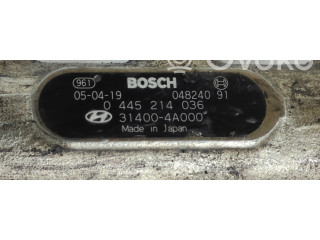 961 BOSCH
05-04-19 048240 91
0 445 214 036
31400-4A000
Made in Japan